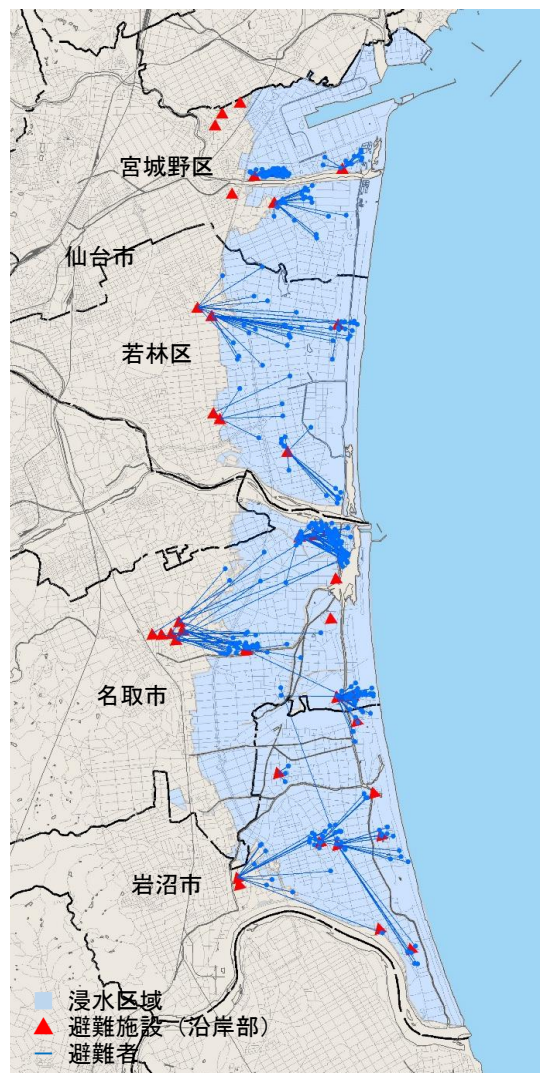 宮城野区
仙台市
若林区
名取市
岩沼市
浸水区域
避難施設（沿岸部）
避難者